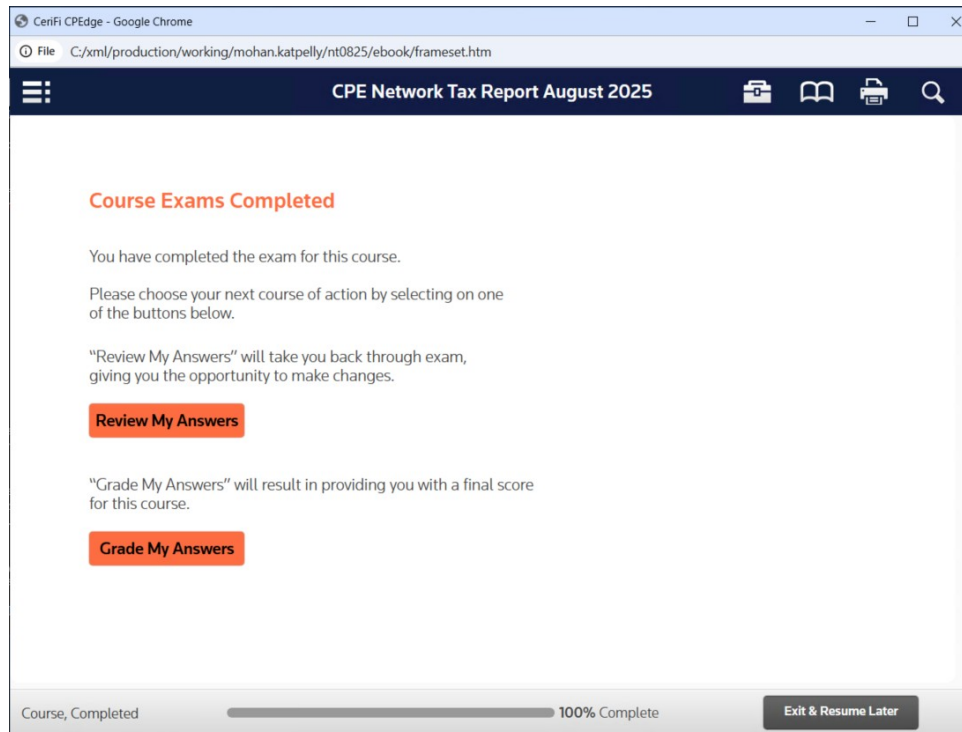 CeriFi CPEdge - Google Chrome
File C:/xml/production/working/mohan.katpelly/nt0825/ebook/frameset.htm
CPE Network Tax Report August 2025
Course Exams Completed
You have completed the exam for this course.
Please choose your next course of action by selecting on one
of the buttons below.
“Review My Answers” will take you back through exam,
giving you the opportunity to make changes.
Review My Answers
“Grade My Answers” will result in providing you with a final score
for this course.
Grade My Answers
Course, Completed
100% Complete
Exit & Resume Later